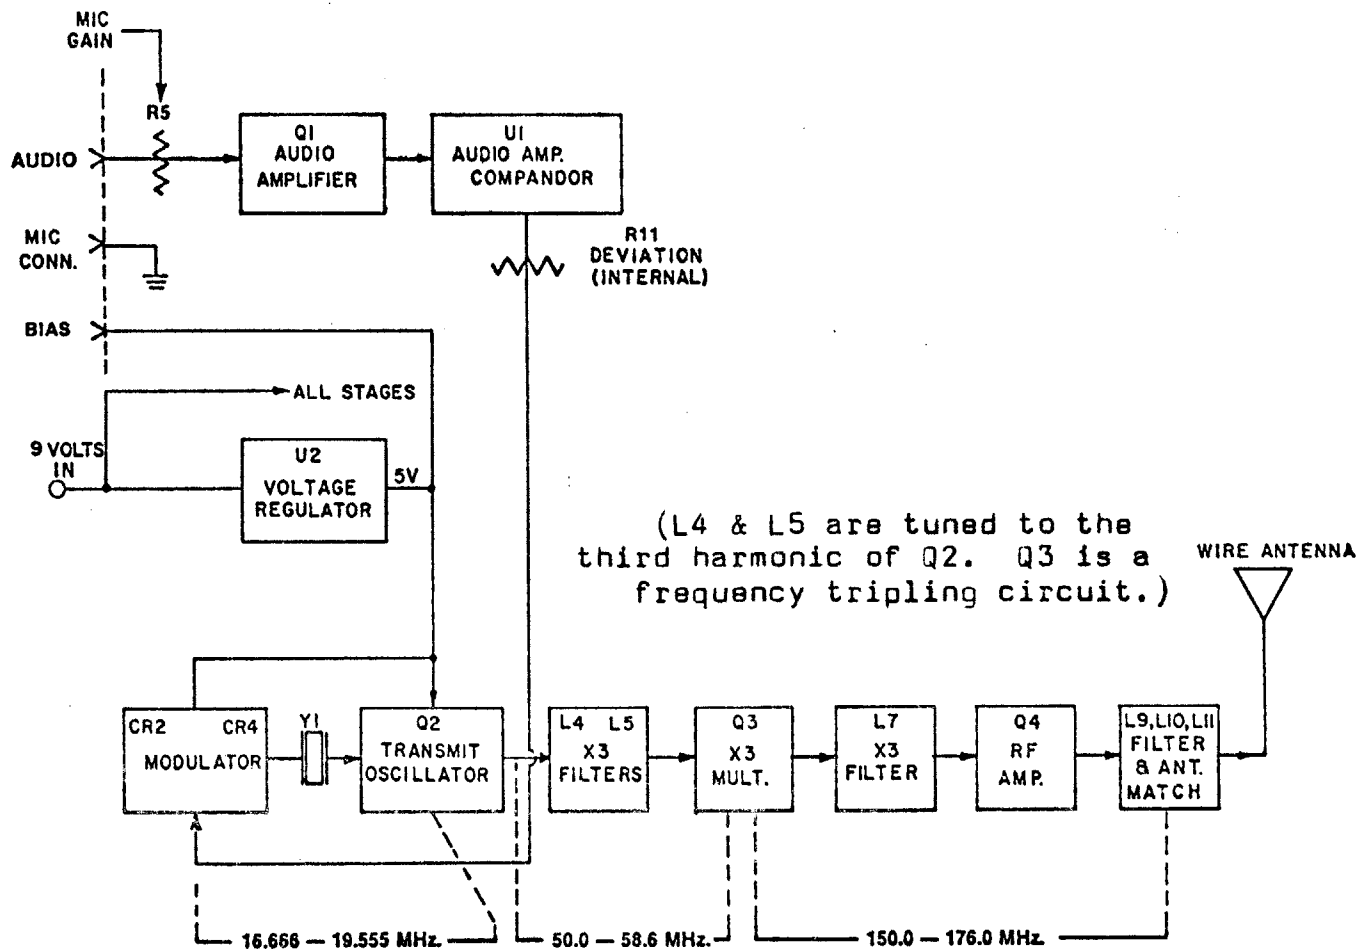 MIC
GAIN
R5
AUDIO
Q1
AUDIO
AMPLIFIER
U1
AUDIO AMP.
COMPANDOR
MIC
CONN.
R11
DEVIATION
(INTERNAL)
BIAS
ALL STAGES
9 VOLTS
IN
U2
VOLTAGE
REGULATOR
5V
(L4 & L5 are tuned to the
third harmonic of Q2. Q3 is a
frequency tripling circuit.)
WIRE ANTENNA
CR2 CR4
MODULATOR
Y1
Q2
TRANSMIT
OSCILLATOR
L4 L5
X3
FILTERS
Q3
X3
MULT.
L7
X3
FILTER
Q4
RF
AMP.
L9, L10, L11
FILTER
& ANT.
MATCH
16.666 — 19.555 MHz.
50.0 — 58.6 MHz.
150.0 — 176.0 MHz.